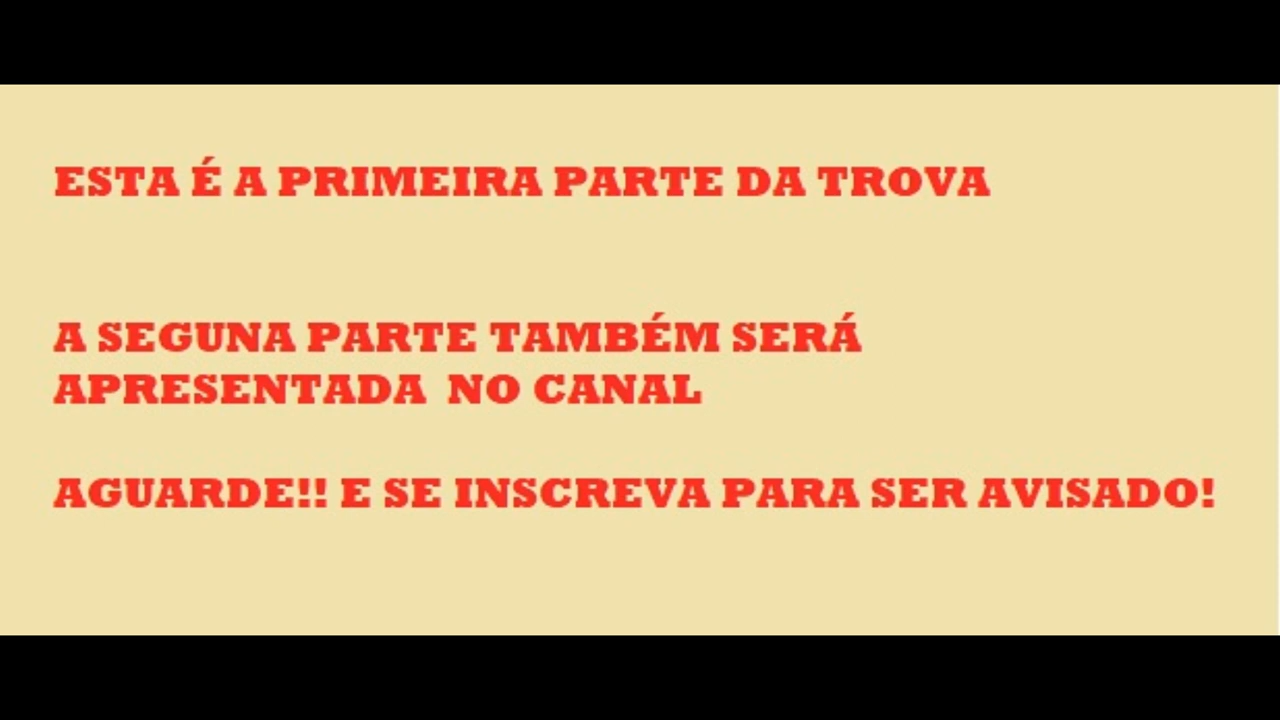 ESTA É A PRIMEIRA PARTE DA TROVA
A SEGUNA PARTE TAMBÉM SERÁ
APRESENTADA NO CANAL
AGUARDE!! E SE INSCREVA PARA SER AVISADO!